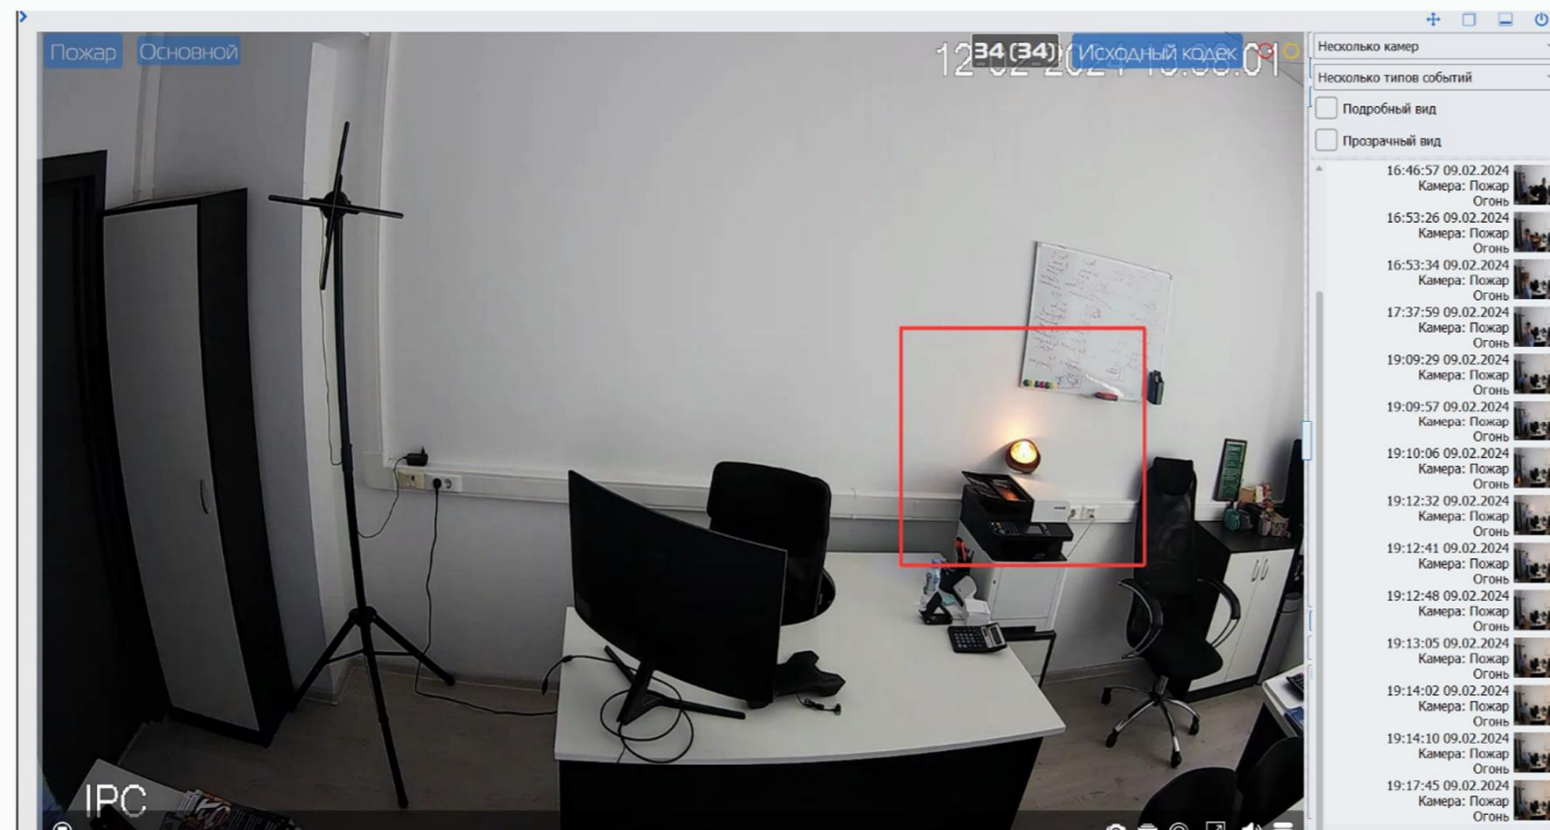 Пожар
Основной
34 (34)
Исходный кодек
Несколько камер
Несколько типов событий
Подробный вид
Прозрачный вид
16:46:57 09.02.2024
Камера: Пожар
Огонь
16:53:26 09.02.2024
Камера: Пожар
Огонь
16:53:34 09.02.2024
Камера: Пожар
Огонь
17:37:59 09.02.2024
Камера: Пожар
Огонь
19:09:29 09.02.2024
Камера: Пожар
Огонь
19:09:57 09.02.2024
Камера: Пожар
Огонь
19:10:06 09.02.2024
Камера: Пожар
Огонь
19:12:32 09.02.2024
Камера: Пожар
Огонь
19:12:41 09.02.2024
Камера: Пожар
Огонь
19:12:48 09.02.2024
Камера: Пожар
Огонь
19:13:05 09.02.2024
Камера: Пожар
Огонь
19:14:02 09.02.2024
Камера: Пожар
Огонь
19:14:10 09.02.2024
Камера: Пожар
Огонь
19:17:45 09.02.2024
Камера: Пожар
Огонь
IPC